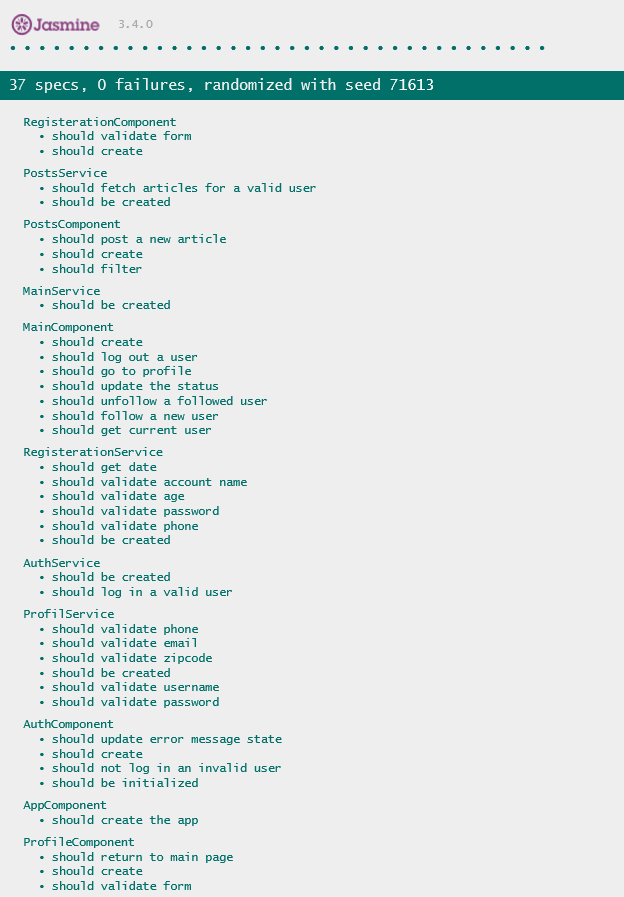 Jasmine 3.4.0
37 specs, 0 failures, randomized with seed 71613
RegisterationComponent
• should validate form
• should create
PostsService
• should fetch articles for a valid user
• should be created
PostsComponent
• should post a new article
• should create
• should filter
MainService
• should be created
MainComponent
• should create
• should log out a user
• should go to profile
• should update the status
• should unfollow a followed user
• should follow a new user
• should get current user
RegisterationService
• should get date
• should validate account name
• should validate age
• should validate password
• should validate phone
• should be created
AuthService
• should be created
• should log in a valid user
ProfilService
• should validate phone
• should validate email
• should validate zipcode
• should be created
• should validate username
• should validate password
AuthComponent
• should update error message state
• should create
• should not log in an invalid user
• should be initialized
AppComponent
• should create the app
ProfileComponent
• should return to main page
• should create
• should validate form